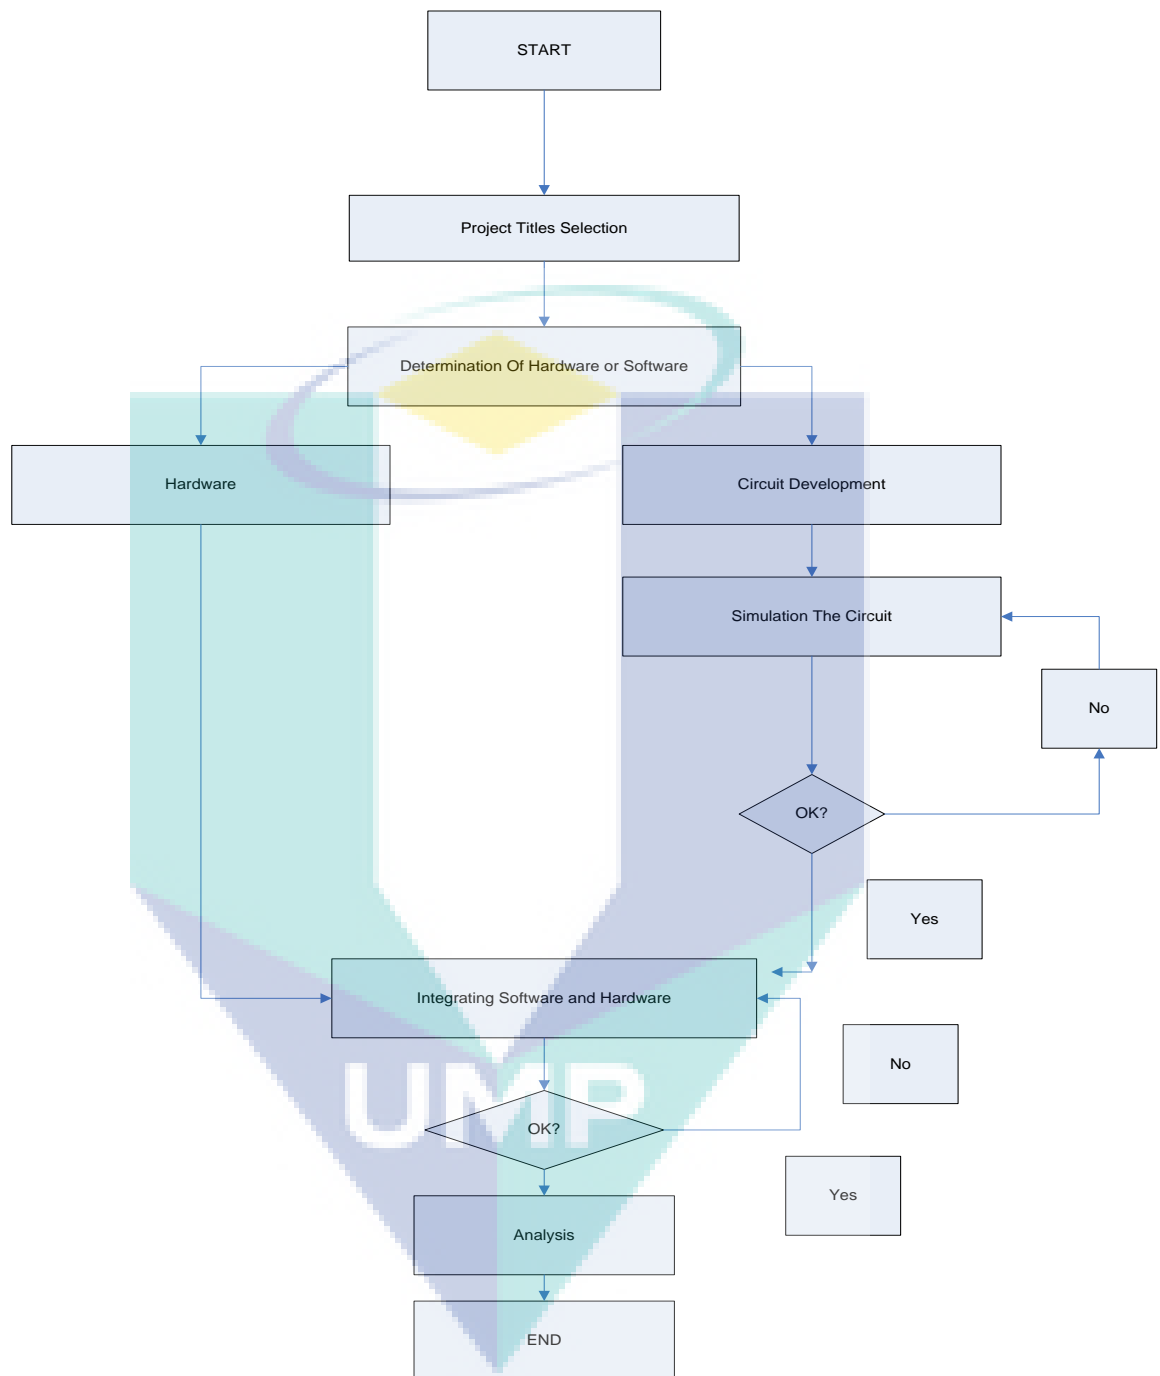 START
Project Titles Selection
Determination Of Hardware or Software
Hardware
Circuit Development
Simulation The Circuit
No
OK?
Yes
Integrating Software and Hardware
No
UMP
OK?
Yes
Analysis
END